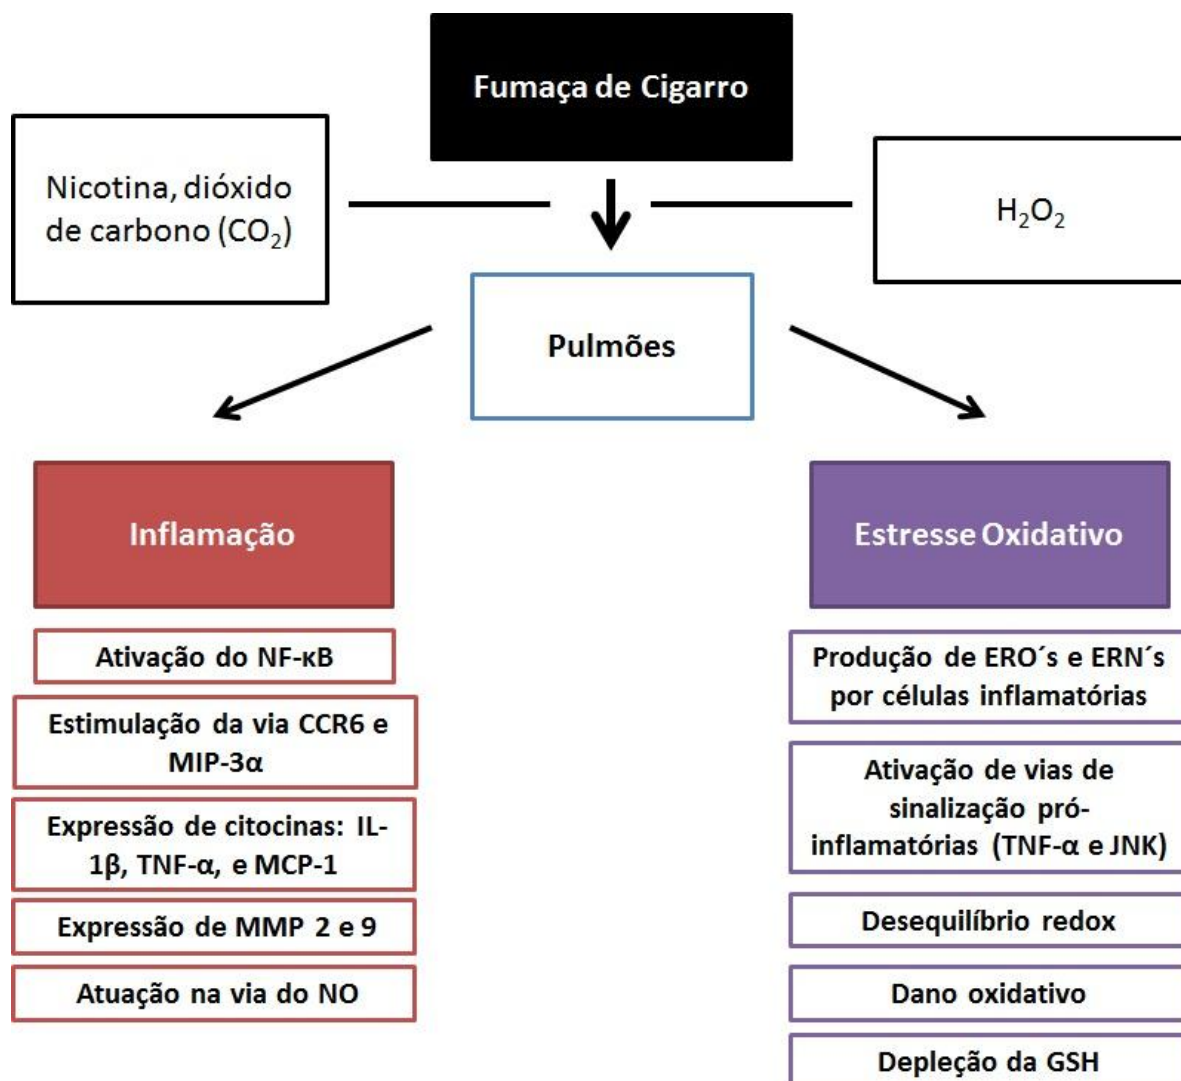 Fumaça de Cigarro
Nicotina, dióxido
de carbono (CO₂)
H₂O₂
Pulmões
Inflamação
Ativação do NF-κB
Estimulação da via CCR6 e
MIP-3α
Expressão de citocinas: IL-
1β, TNF-α, e MCP-1
Expressão de MMP 2 e 9
Atuação na via do NO
Estresse Oxidativo
Produção de ERO´s e ERN´s
por células inflamatórias
Ativação de vias de
sinalização pró-
inflamatórias (TNF-α e JNK)
Desequilíbrio redox
Dano oxidativo
Depleção da GSH